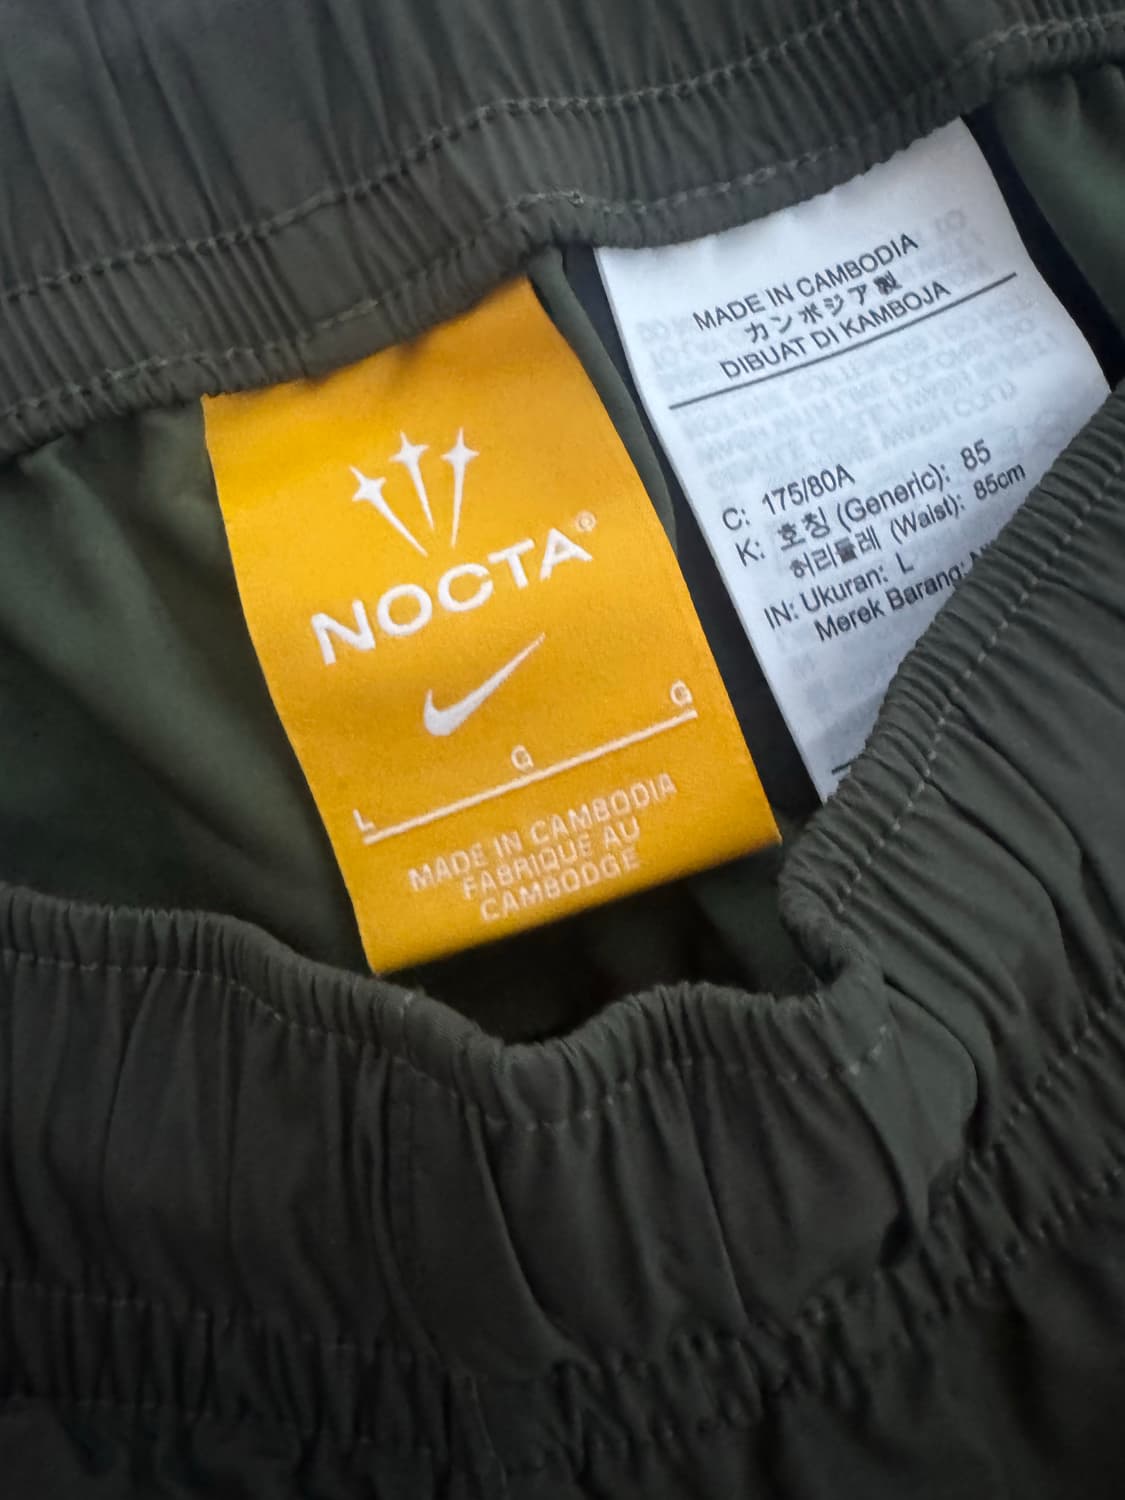 NOCTA®
L G G
MADE IN CAMBODIA
FABRIQUÉ AU
CAMBODGE
MADE IN CAMBODIA
カンボジア製
DIBUAT DI KAMBOJA
C: 175/80A
K: 호칭 (Generic): 85
허리둘레 (Waist): 85cm
IN: Ukuran: L
Merek Barang: